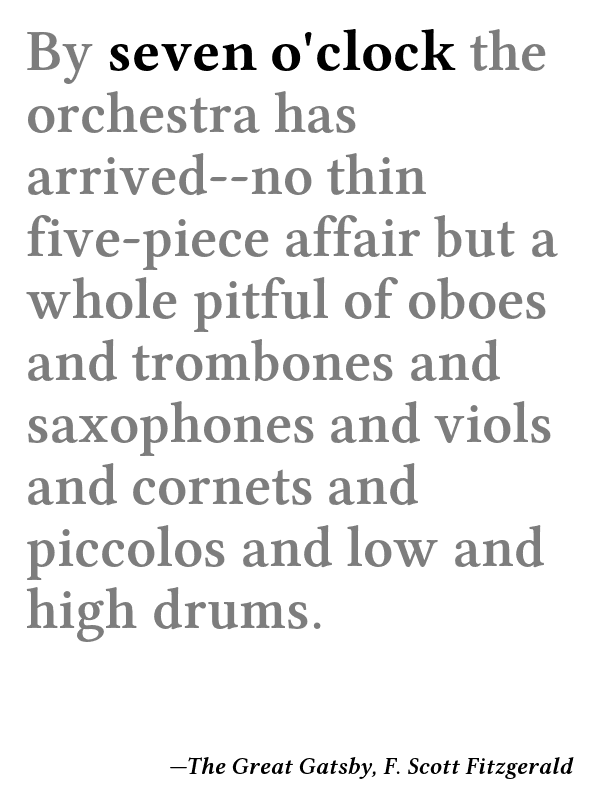 By seven o'clock the
orchestra has
arrived--no thin
five-piece affair but a
whole pitful of oboes
and trombones and
saxophones and viols
and cornets and
piccolos and low and
high drums.
—The Great Gatsby, F. Scott Fitzgerald